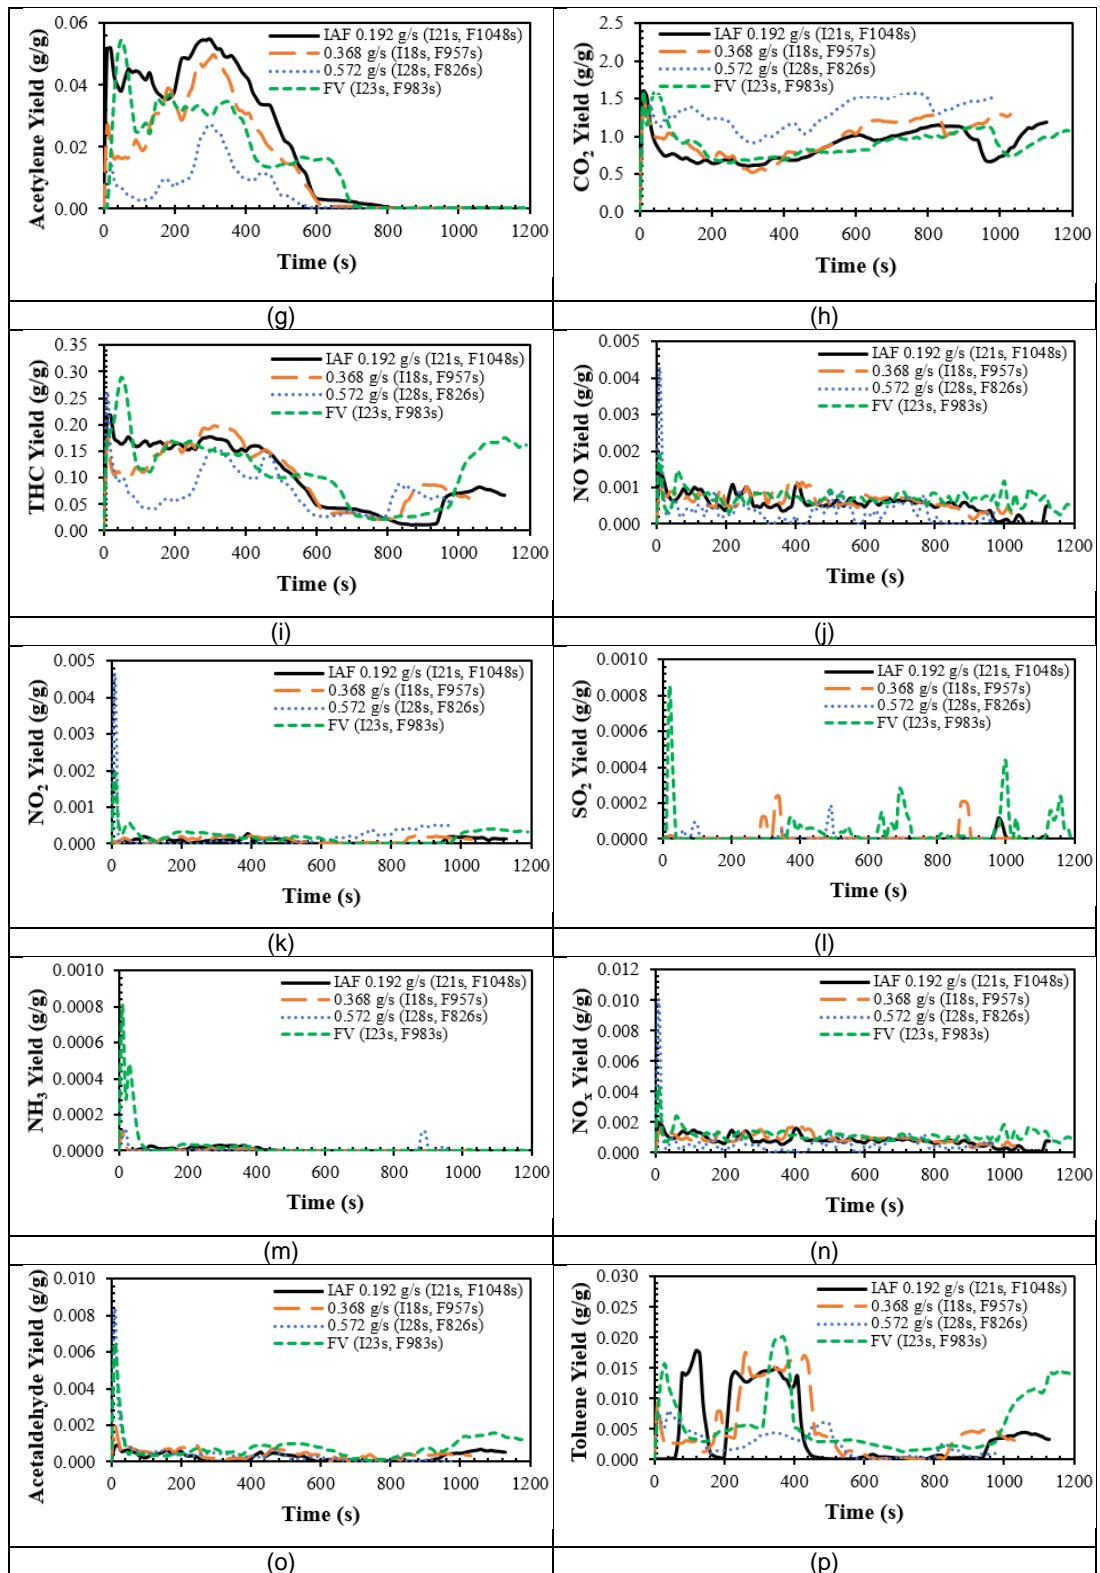 Acetylene Yield (g/g)
0.06
0.04
0.02
0.00
IAF 0.192 g/s (I21s, F1048s)
0.368 g/s (I18s, F957s)
0.572 g/s (I28s, F826s)
FV (I23s, F983s)
0 200 400 600 800 1000 1200
Time (s)
(g)
CO2 Yield (g/g)
2.5
2.0
1.5
1.0
0.5
0.0
IAF 0.192 g/s (I21s, F1048s)
0.368 g/s (I18s, F957s)
0.572 g/s (I28s, F826s)
FV (I23s, F983s)
0 200 400 600 800 1000 1200
Time (s)
(h)
THC Yield (g/g)
0.35
0.30
0.25
0.20
0.15
0.10
0.05
0.00
IAF 0.192 g/s (I21s, F1048s)
0.368 g/s (I18s, F957s)
0.572 g/s (I28s, F826s)
FV (I23s, F983s)
0 200 400 600 800 1000 1200
Time (s)
(i)
NO Yield (g/g)
0.005
0.004
0.003
0.002
0.001
0.000
IAF 0.192 g/s (I21s, F1048s)
0.368 g/s (I18s, F957s)
0.572 g/s (I28s, F826s)
FV (I23s, F983s)
0 200 400 600 800 1000 1200
Time (s)
(j)
NO2 Yield (g/g)
0.005
0.004
0.003
0.002
0.001
0.000
IAF 0.192 g/s (I21s, F1048s)
0.368 g/s (I18s, F957s)
0.572 g/s (I28s, F826s)
FV (I23s, F983s)
0 200 400 600 800 1000 1200
Time (s)
(k)
SO2 Yield (g/g)
0.0010
0.0008
0.0006
0.0004
0.0002
0.0000
IAF 0.192 g/s (I21s, F1048s)
0.368 g/s (I18s, F957s)
0.572 g/s (I28s, F826s)
FV (I23s, F983s)
0 200 400 600 800 1000 1200
Time (s)
(l)
NH3 Yield (g/g)
0.0010
0.0008
0.0006
0.0004
0.0002
0.0000
IAF 0.192 g/s (I21s, F1048s)
0.368 g/s (I18s, F957s)
0.572 g/s (I28s, F826s)
FV (I23s, F983s)
0 200 400 600 800 1000 1200
Time (s)
(m)
NOx Yield (g/g)
0.012
0.010
0.008
0.006
0.004
0.002
0.000
IAF 0.192 g/s (I21s, F1048s)
0.368 g/s (I18s, F957s)
0.572 g/s (I28s, F826s)
FV (I23s, F983s)
0 200 400 600 800 1000 1200
Time (s)
(n)
Acetaldehyde Yield (g/g)
0.010
0.008
0.006
0.004
0.002
0.000
IAF 0.192 g/s (I21s, F1048s)
0.368 g/s (I18s, F957s)
0.572 g/s (I28s, F826s)
FV (I23s, F983s)
0 200 400 600 800 1000 1200
Time (s)
(o)
Toluene Yield (g/g)
0.030
0.025
0.020
0.015
0.010
0.005
0.000
IAF 0.192 g/s (I21s, F1048s)
0.368 g/s (I18s, F957s)
0.572 g/s (I28s, F826s)
FV (I23s, F983s)
0 200 400 600 800 1000 1200
Time (s)
(p)